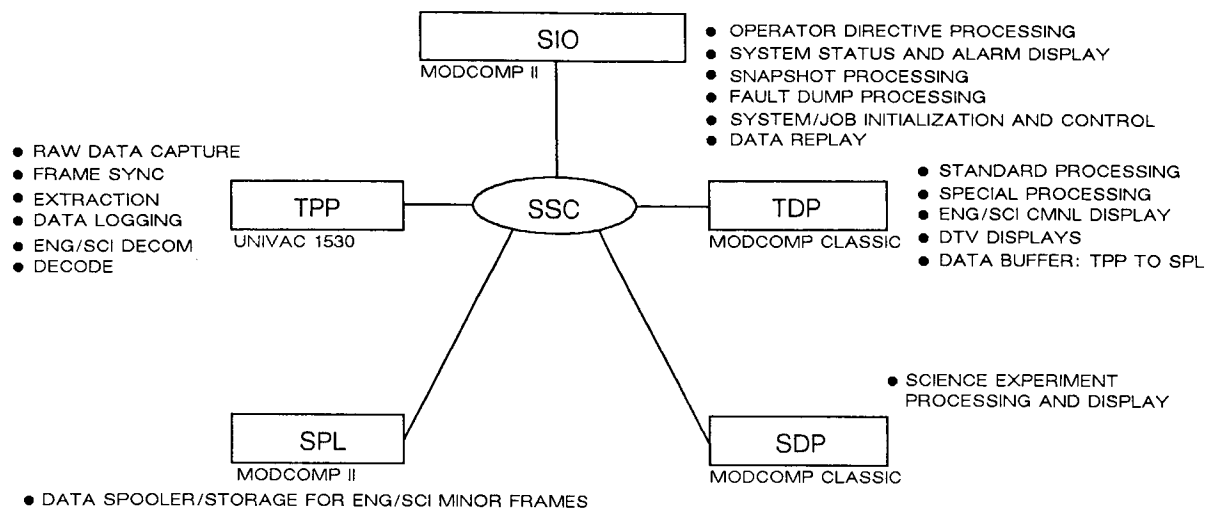 SIO
MODCOMP II
● OPERATOR DIRECTIVE PROCESSING
● SYSTEM STATUS AND ALARM DISPLAY
● SNAPSHOT PROCESSING
● FAULT DUMP PROCESSING
● SYSTEM/JOB INITIALIZATION AND CONTROL
● DATA REPLAY
● RAW DATA CAPTURE
● FRAME SYNC
● EXTRACTION
● DATA LOGGING
● ENG/SCI DECOM
● DECODE
TPP
UNIVAC 1530
SSC
TDP
MODCOMP CLASSIC
● STANDARD PROCESSING
● SPECIAL PROCESSING
● ENG/SCI CMNL DISPLAY
● DTV DISPLAYS
● DATA BUFFER: TPP TO SPL
SPL
MODCOMP II
● DATA SPOOLER/STORAGE FOR ENG/SCI MINOR FRAMES
● SCIENCE EXPERIMENT
PROCESSING AND DISPLAY
SDP
MODCOMP CLASSIC